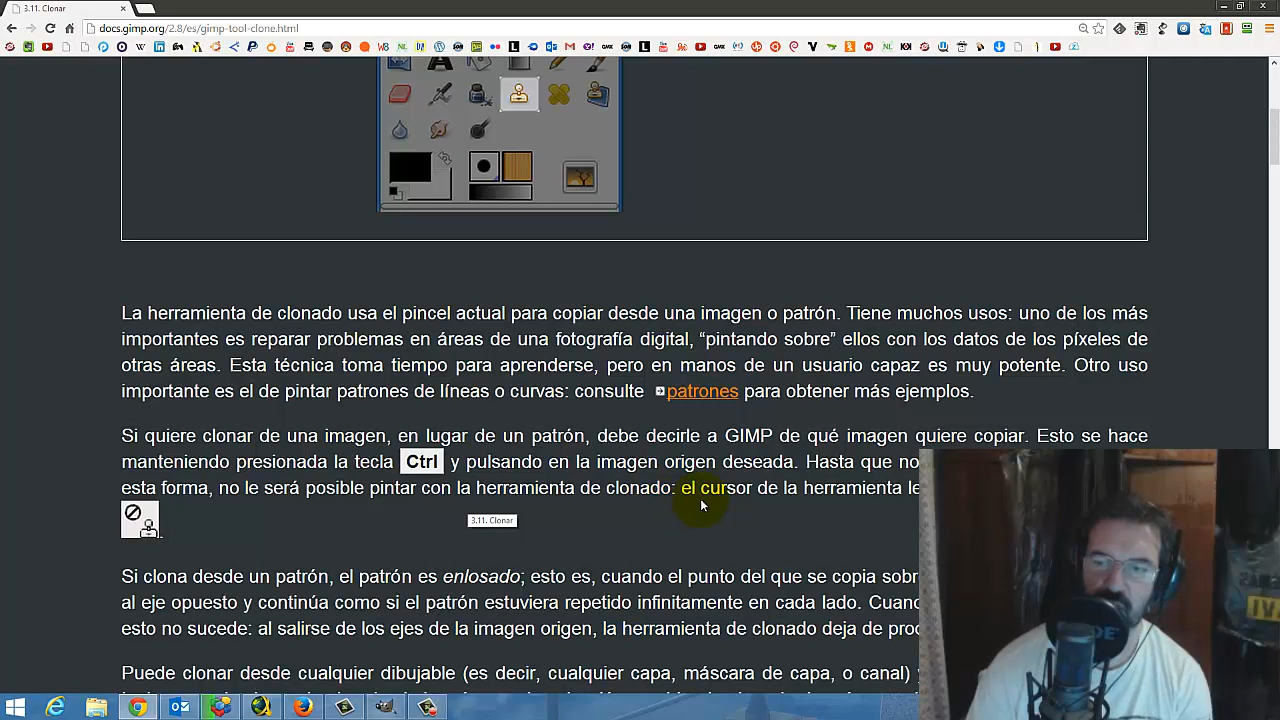 3.11. Clonar
docs.gimp.org/2.8/es/gimp-tool-clone.html
La herramienta de clonado usa el pincel actual para copiar desde una imagen o patrón. Tiene muchos usos: uno de los más
importantes es reparar problemas en áreas de una fotografía digital, “pintando sobre” ellos con los datos de los píxeles de
otras áreas. Esta técnica toma tiempo para aprenderse, pero en manos de un usuario capaz es muy potente. Otro uso
importante es el de pintar patrones de líneas o curvas: consulte patrones para obtener más ejemplos.
Si quiere clonar de una imagen, en lugar de un patrón, debe decirle a GIMP de qué imagen quiere copiar. Esto se hace
manteniendo presionada la tecla Ctrl y pulsando en la imagen origen deseada. Hasta que no
esta forma, no le será posible pintar con la herramienta de clonado: el cursor de la herramienta le
3.11. Clonar
Si clona desde un patrón, el patrón es enlosado; esto es, cuando el punto del que se copia sobre
al eje opuesto y continúa como si el patrón estuviera repetido infinitamente en cada lado. Cuand
esto no sucede: al salirse de los ejes de la imagen origen, la herramienta de clonado deja de prod
Puede clonar desde cualquier dibujable (es decir, cualquier capa, máscara de capa, o canal) y